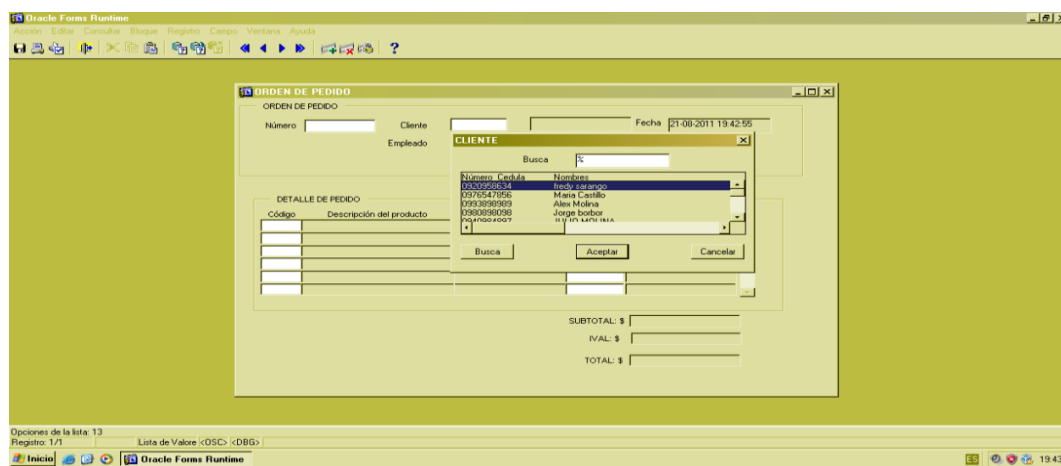 Oracle Forms Runtime
Acción Editar Consultar Bloque Registro Campo Ventana Ayuda
ORDEN DE PEDIDO
ORDEN DE PEDIDO
Número Cliente Fecha 21-08-2011 19:42:55
Empleado
CLIENTE
Busca %
Número_Cedula Nombres
0920958634 fredy sarango
0976547856 Maria Castillo
0993898989 Alex Molina
0980898098 Jorge borbor
0940984897 JULIO MOLINA
Busca Aceptar Cancelar
DETALLE DE PEDIDO
Código Descripción del producto
SUBTOTAL: $
IVAL: $
TOTAL: $
Opciones de la lista: 13
Registro: 1/1 Lista de Valore <OSC> <DBG>
Inicio Oracle Forms Runtime ES 19:43